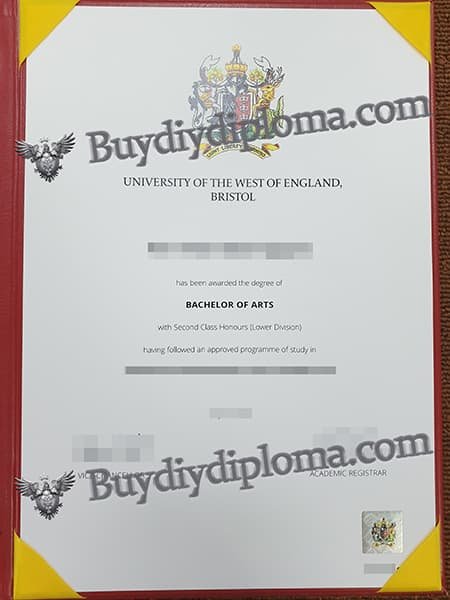 Buydiydiploma.com
UNIVERSITY OF THE WEST OF ENGLAND,
BRISTOL
has been awarded the degree of
BACHELOR OF ARTS
with Second Class Honours (Lower Division)
having followed an approved programme of study in
ACADEMIC REGISTRAR
Buydiydiploma.com